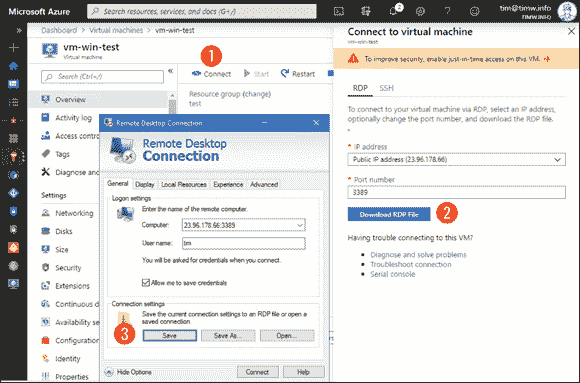 Microsoft Azure
Search resources, services, and docs (G+/)
2
tim@timw.info
TIMW.INFO
Dashboard > Virtual machines > vm-win-test
vm-win-test
Virtual machine
Search (Ctrl+/)
«
Overview
Activity log
Access contro
Tags
Diagnose and
Settings
Networking
Disks
Size
Security
Extensions
Continuous d
Availability se
Configuration
Identity
Properties
1
Connect
Start
Restart
Resource group (change)
test
Remote Desktop Connection
Remote Desktop
Connection
General Display Local Resources Experience Advanced
Logon settings
Enter the name of the remote computer.
Computer: 23.96.178.66:3389
User name: tim
You will be asked for credentials when you connect.
Allow me to save credentials
Connection settings
Save the current connection settings to an RDP file or open a
saved connection.
3
Save Save As... Open...
Hide Options Connect Help
Connect to virtual machine
vm-win-test
To improve security, enable just-in-time access on this VM. →
RDP SSH
To connect to your virtual machine via RDP, select an IP address,
optionally change the port number, and download the RDP file.
* IP address
Public IP address (23.96.178.66)
* Port number
3389
Download RDP File
2
Having trouble connecting to this VM?
• Diagnose and solve problems
• Troubleshoot connection
• Serial console